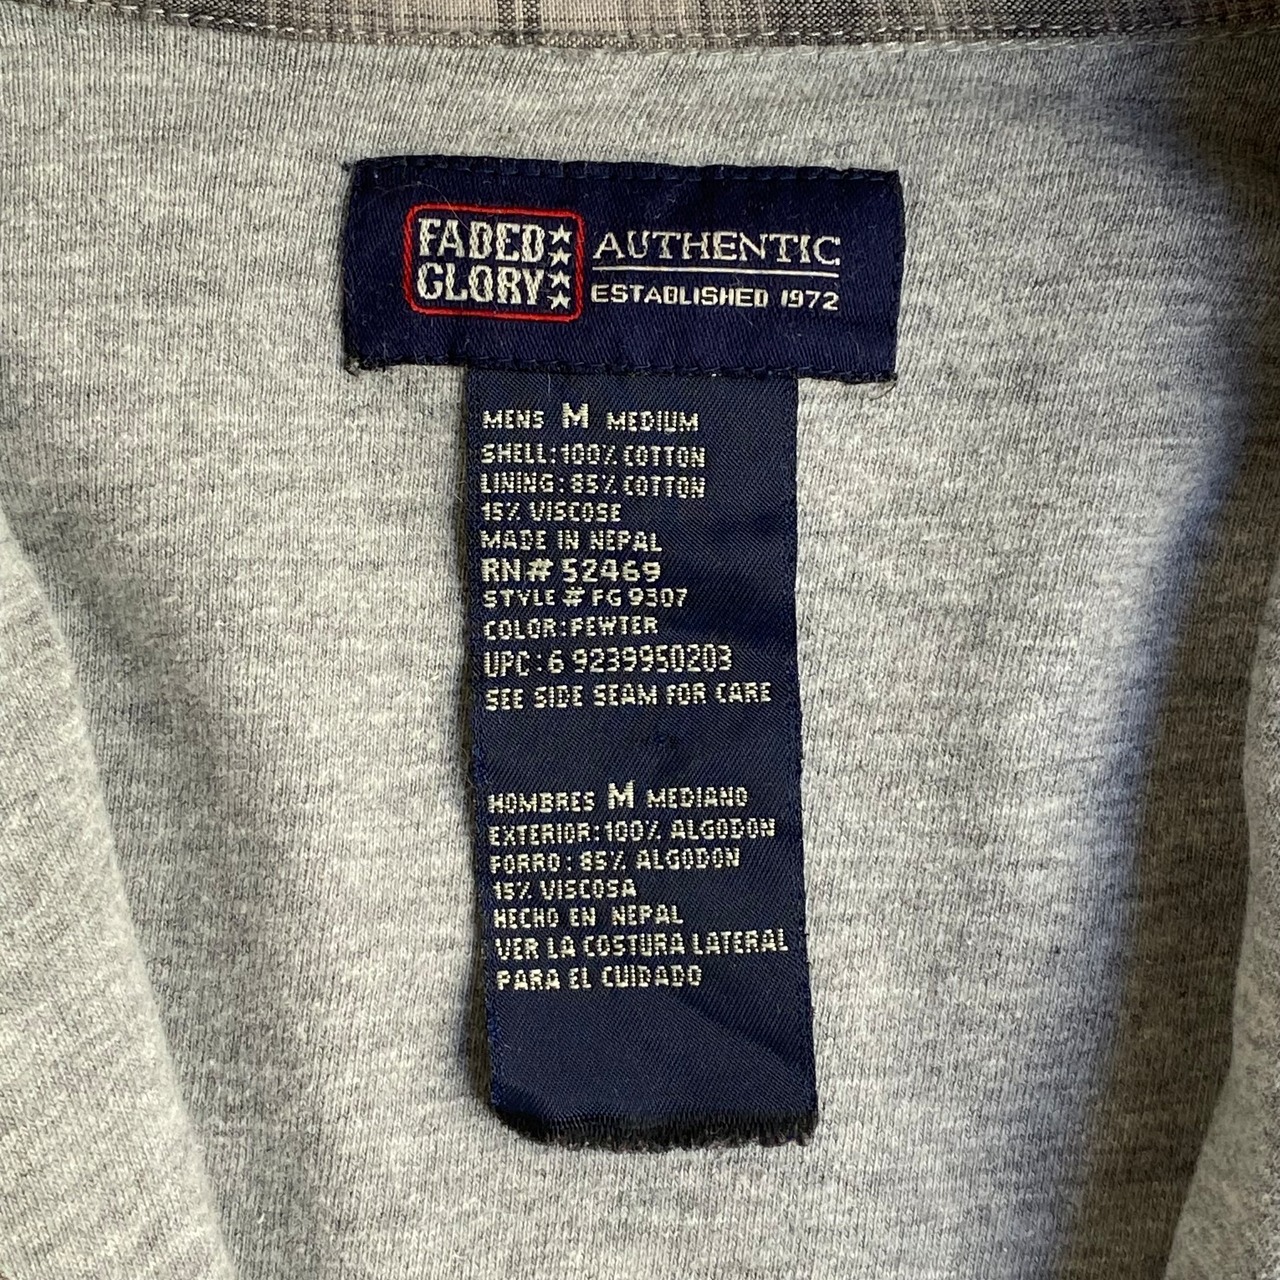 FADED
GLORY
AUTHENTIC
ESTABLISHED 1972
MENS M MEDIUM
SHELL:100% COTTON
LINING:85% COTTON
15% VISCOSE
MADE IN NEPAL
RN# 52469
STYLE # FG 9307
COLOR:PEWTER
UPC:6 9239950203
SEE SIDE SEAM FOR CARE
HOMBRES M MEDIANO
EXTERIOR:100% ALGODON
FORRO: 85% ALGODON
15% VISCOSA
HECHO EN NEPAL
VER LA COSTURA LATERAL
PARA EL CUIDADO